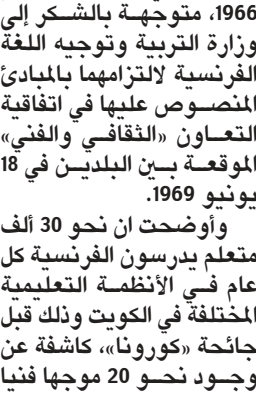 1966، متوجهة بالشكر إلى
وزارة التربية وتوجيه اللغة
الفرنسية لالتزامهما بالمبادئ
المنصوص عليها في اتفاقية
التعاون «الثقافي والفني»
الموقعة بين البلدين في 18
يونيو 1969.
وأوضحت ان نحو 30 ألف
متعلم يدرسون الفرنسية كل
عام في الأنظمة التعليمية
المختلفة في الكويت وذلك قبل
جائحة «كورونا»، كاشفة عن
وجود نحو 20 موجها فنيا